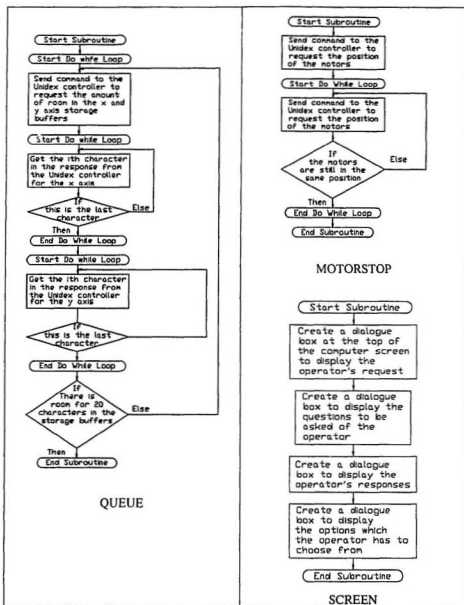 Start Subroutine
Start Do while Loop
Send command to the
Unidex controller to
request the amount
of room in the x and
y axis storage
buffers
Start Do while Loop
Get the ith character
in the response from
the Unidex controller
for the x axis
If
this is the last
character
Else
Then
End Do While Loop
Start Do while Loop
Get the ith character
in the response from
the Unidex controller
for the y axis
If
this is the last
character
End Do While Loop
If
There is
room for 20
characters in the
storage buffers
Else
Then
End Subroutine
QUEUE
Start Subroutine
Send command to the
Unidex controller to
request the position
of the motors
Start Do While Loop
Send command to the
Unidex controller to
request the position
of the motors
If
the motors
are still in the
same position
Else
Then
End Do While Loop
End Subroutine
MOTORSTOP
Start Subroutine
Create a dialogue
box at the top of
the computer screen
to display the
operator's request
Create a dialogue
box to display the
questions to be
asked of the
operator
Create a dialogue
box to display the
operator's responses
Create a dialogue
box to display
the options which
the operator has to
choose from
End Subroutine
SCREEN